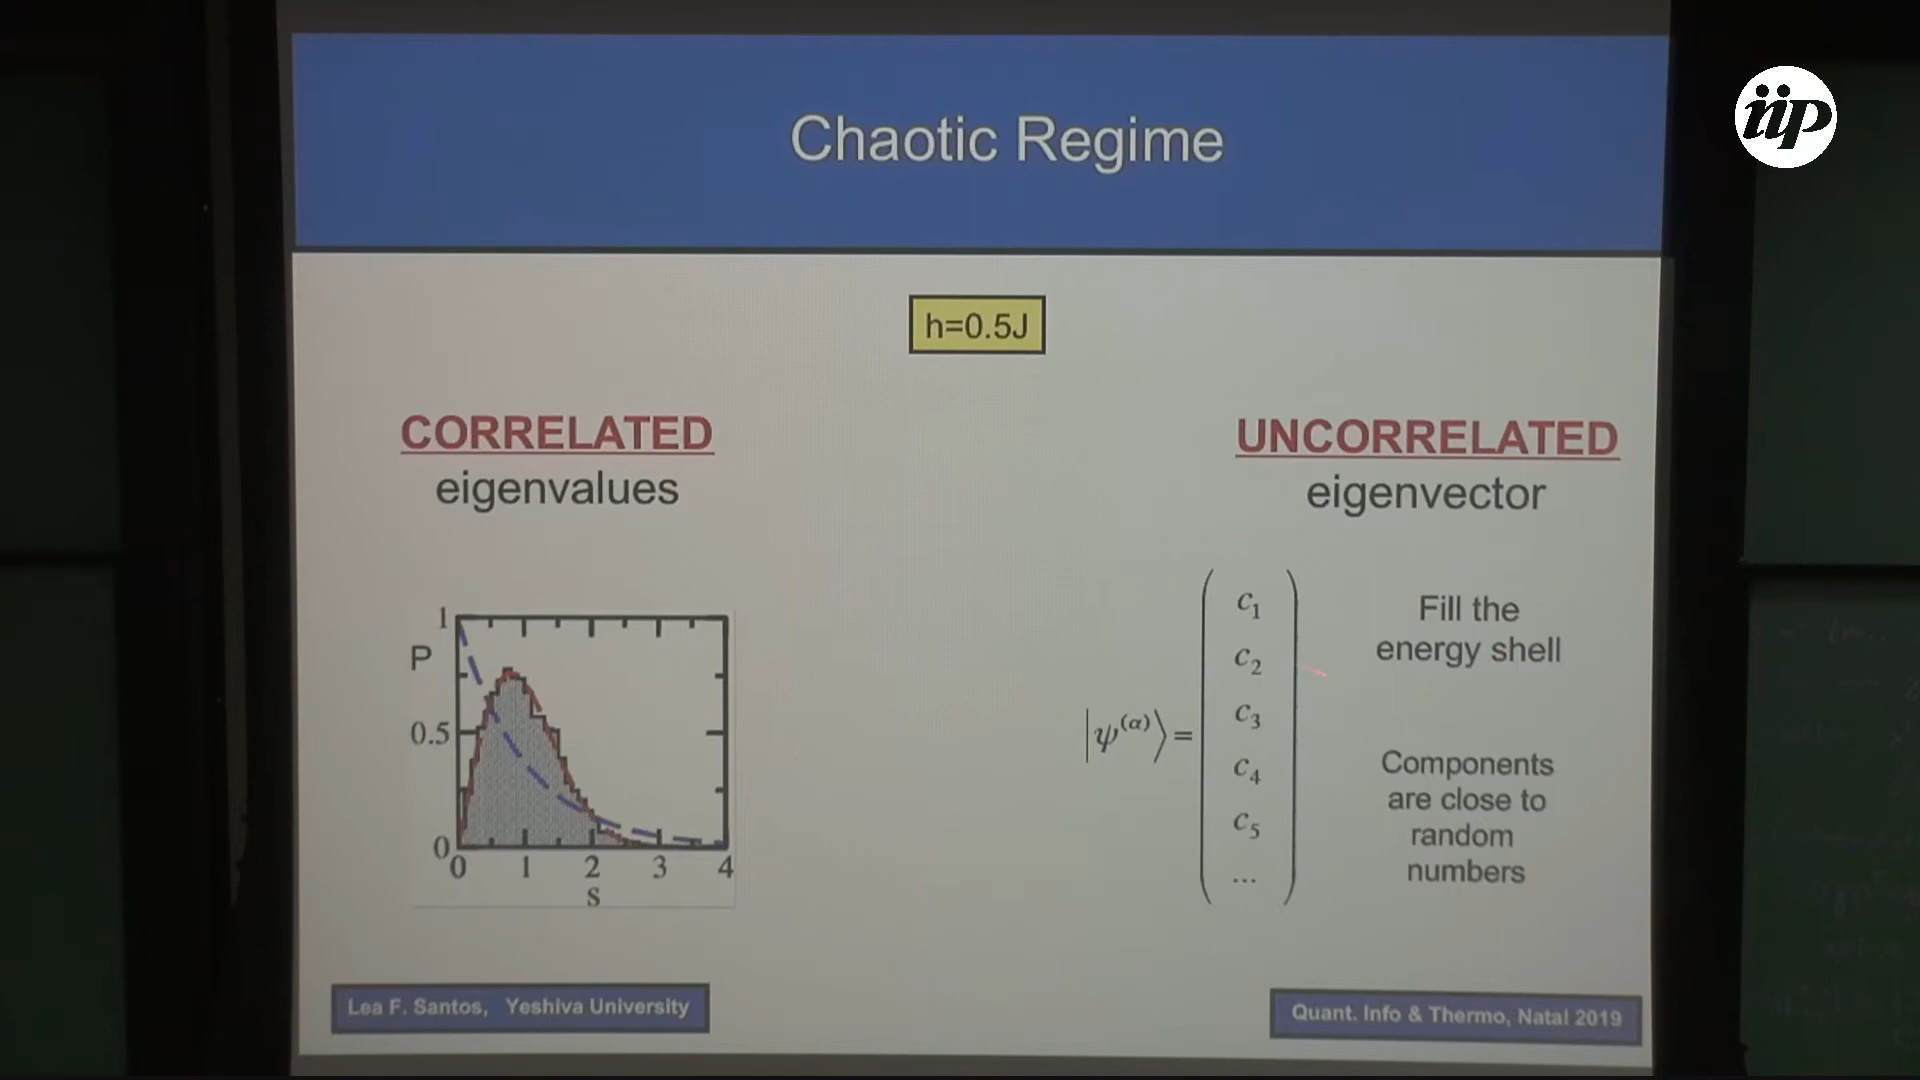 iip
Chaotic Regime
h=0.5J
CORRELATED
eigenvalues
UNCORRELATED
eigenvector
1
P
0.5
0
0 1 2 3 4
s
|ψ^(α)⟩=
c₁
c₂
c₃
c₄
c₅
...
Fill the
energy shell
Components
are close to
random
numbers
Lea F. Santos, Yeshiva University
Quant. Info & Thermo, Natal 2019